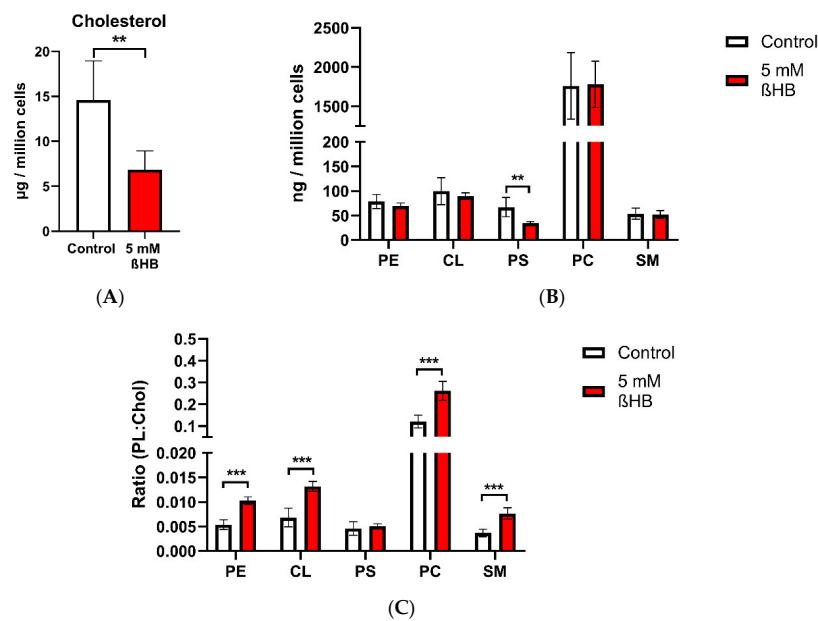 Cholesterol
**
20
15
10
5
0
µg / million cells
Control
5 mM
ßHB
(A)
2500
2000
1500
200
150
100
50
0
ng / million cells
**
PE
CL
PS
PC
SM
Control
5 mM
ßHB
(B)
0.5
0.4
0.3
0.2
0.1
0.020
0.015
0.010
0.005
0.000
Ratio (PL:Chol)
***
***
***
***
PE
CL
PS
PC
SM
Control
5 mM
ßHB
(C)